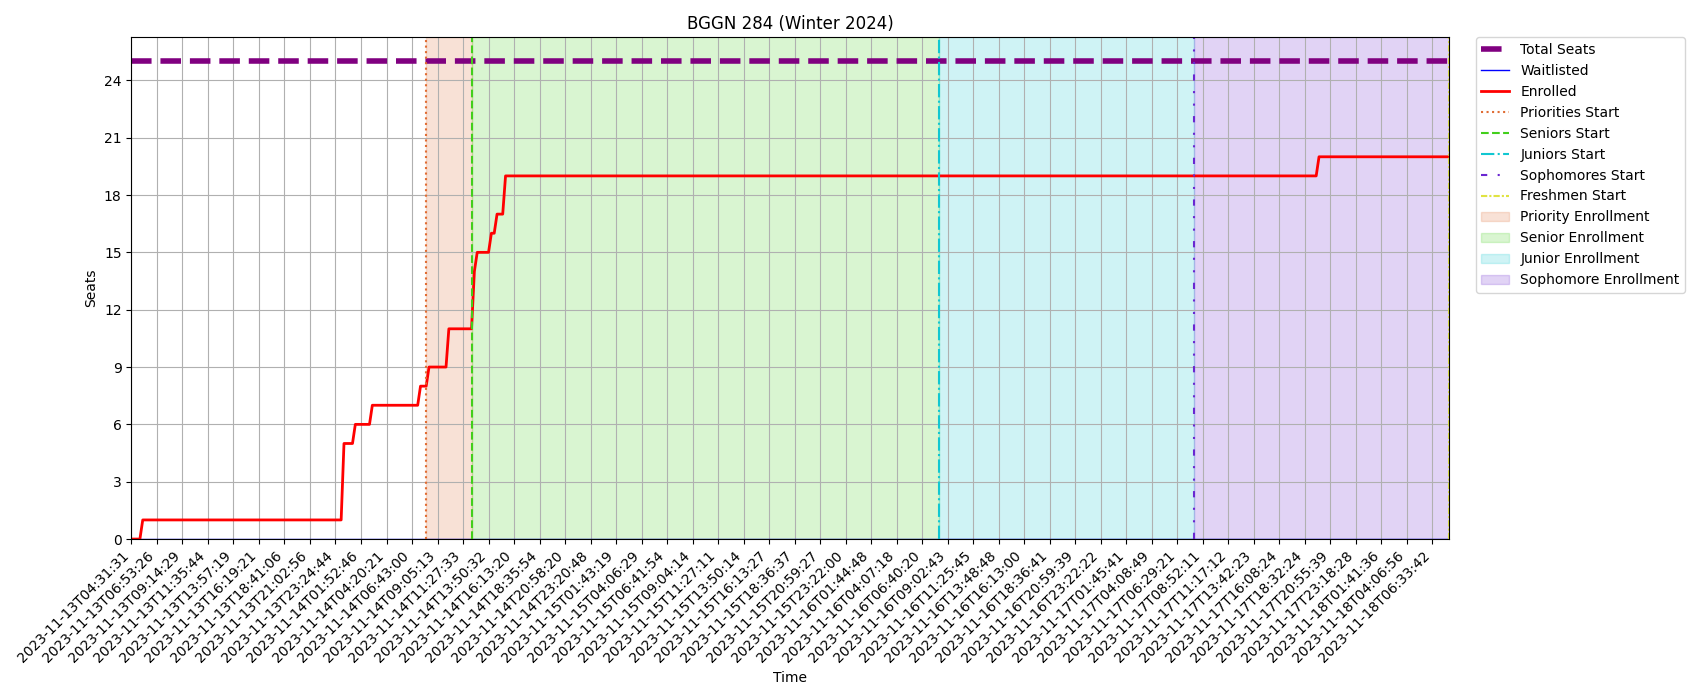 BGGN 284 (Winter 2024)
Seats
24
21
18
15
12
9
6
3
0
2023-11-13T04:31:31
2023-11-13T06:53:26
2023-11-13T09:14:29
2023-11-13T11:35:44
2023-11-13T13:57:19
2023-11-13T16:19:21
2023-11-13T18:41:06
2023-11-13T21:02:56
2023-11-13T23:24:44
2023-11-14T01:52:46
2023-11-14T04:20:21
2023-11-14T06:43:00
2023-11-14T09:05:13
2023-11-14T11:27:33
2023-11-14T13:50:32
2023-11-14T16:13:20
2023-11-14T18:35:54
2023-11-14T20:58:20
2023-11-14T23:20:48
2023-11-15T01:43:19
2023-11-15T04:06:29
2023-11-15T06:41:54
2023-11-15T09:04:14
2023-11-15T11:27:11
2023-11-15T13:50:14
2023-11-15T16:13:27
2023-11-15T18:36:37
2023-11-15T20:59:27
2023-11-15T23:22:00
2023-11-16T01:44:48
2023-11-16T04:07:18
2023-11-16T06:40:20
2023-11-16T09:02:43
2023-11-16T11:25:45
2023-11-16T13:48:48
2023-11-16T16:13:00
2023-11-16T18:36:41
2023-11-16T20:59:39
2023-11-16T23:22:22
2023-11-17T01:45:41
2023-11-17T04:08:49
2023-11-17T06:29:21
2023-11-17T08:52:11
2023-11-17T11:17:12
2023-11-17T13:42:23
2023-11-17T16:08:24
2023-11-17T18:32:24
2023-11-17T20:55:39
2023-11-17T23:18:28
2023-11-18T01:41:36
2023-11-18T04:06:56
2023-11-18T06:33:42
Time
Total Seats
Waitlisted
Enrolled
Priorities Start
Seniors Start
Juniors Start
Sophomores Start
Freshmen Start
Priority Enrollment
Senior Enrollment
Junior Enrollment
Sophomore Enrollment